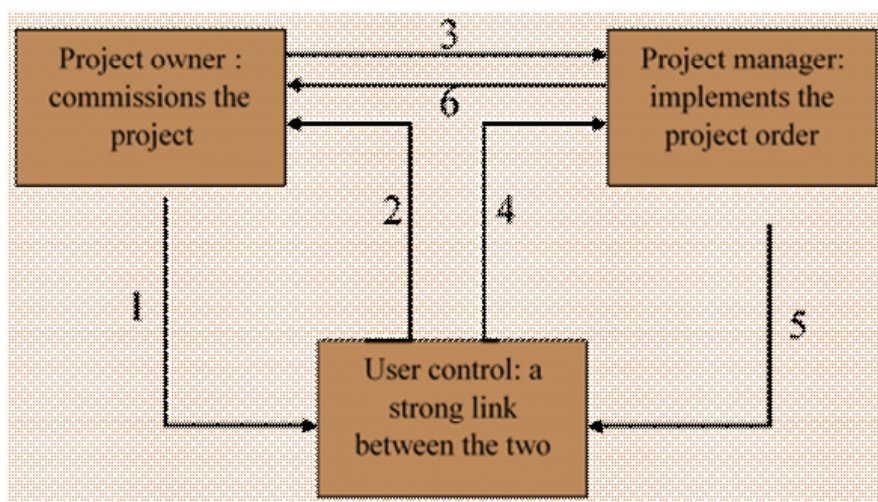 Project owner :
commissions the
project
3
6
Project manager:
implements the
project order
2
4
1
5
User control: a
strong link
between the two